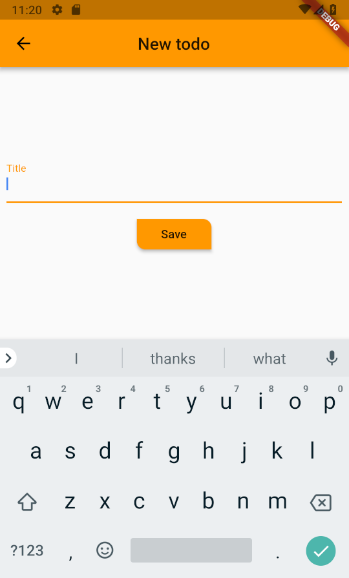 11:20
DEBUG
New todo
Title
Save
I thanks what
1 2 3 4 5 6 7 8 9 0
q w e r t y u i o p
a s d f g h j k l
z x c v b n m
?123 , .